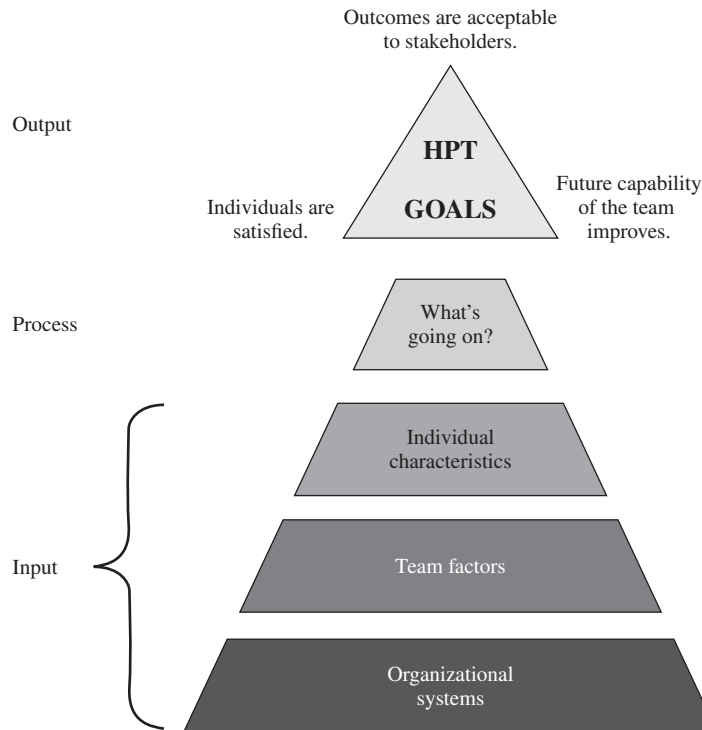 Outcomes are acceptable
to stakeholders.
Output
HPT
GOALS
Individuals are
satisfied.
Future capability
of the team
improves.
Process
What's
going on?
Individual
characteristics
Input
Team factors
Organizational
systems